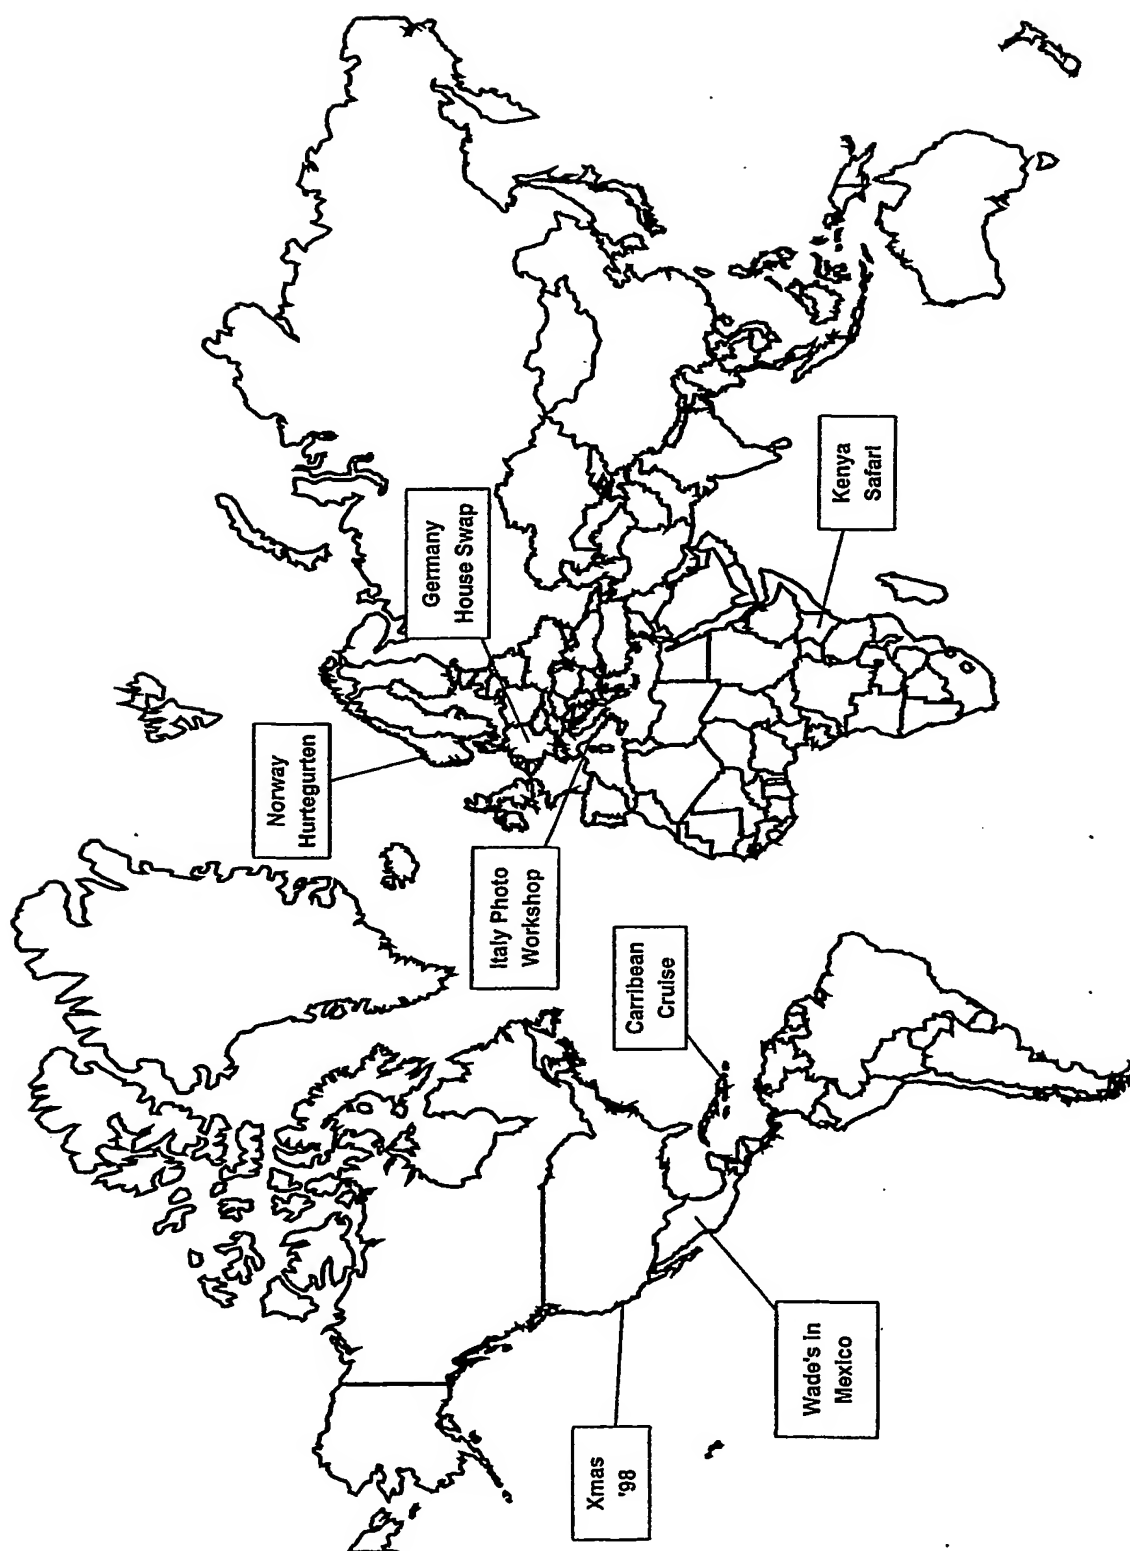 Norway
Hurtegurten
Germany
House Swap
Italy Photo
Workshop
Xmas
'98
Carribean
Cruise
Wade's in
Mexico
Kenya
Safari